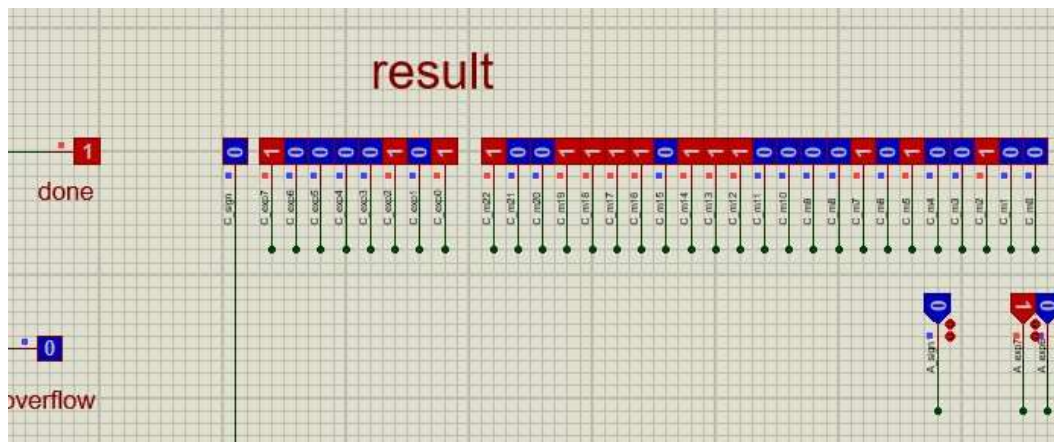 result
1
0 1 0 0 0 0 1 0 1 1 0 0 1 1 1 1 0 1 1 1 0 0 0 0 1 0 1 0 0 1 0 0
done
C_sign C_exp7 C_exp6 C_exp5 C_exp4 C_exp3 C_exp2 C_exp1 C_exp0 C_m22 C_m21 C_m20 C_m19 C_m18 C_m17 C_m16 C_m15 C_m14 C_m13 C_m12 C_m11 C_m10 C_m9 C_m8 C_m7 C_m6 C_m5 C_m4 C_m3 C_m2 C_m1 C_m0
0 1 0
0
A_sign A_exp7 A_exp6
overflow